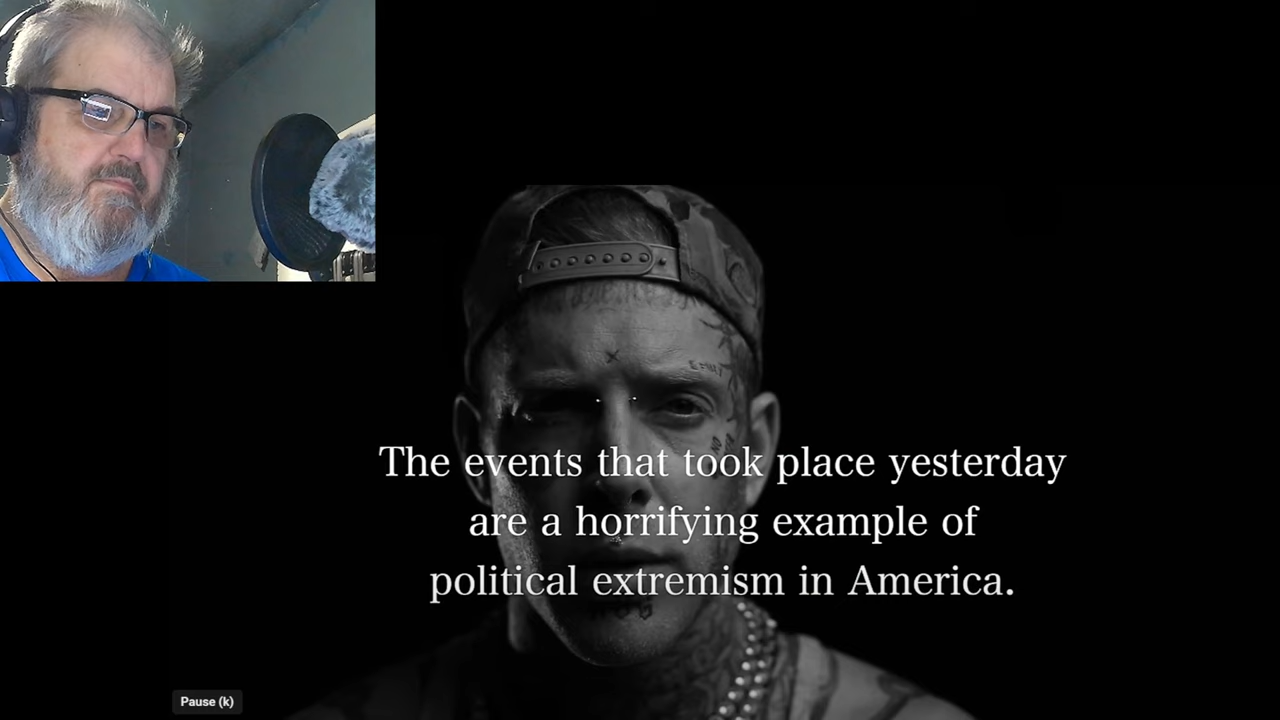 The events that took place yesterday
are a horrifying example of
political extremism in America.
Pause (k)